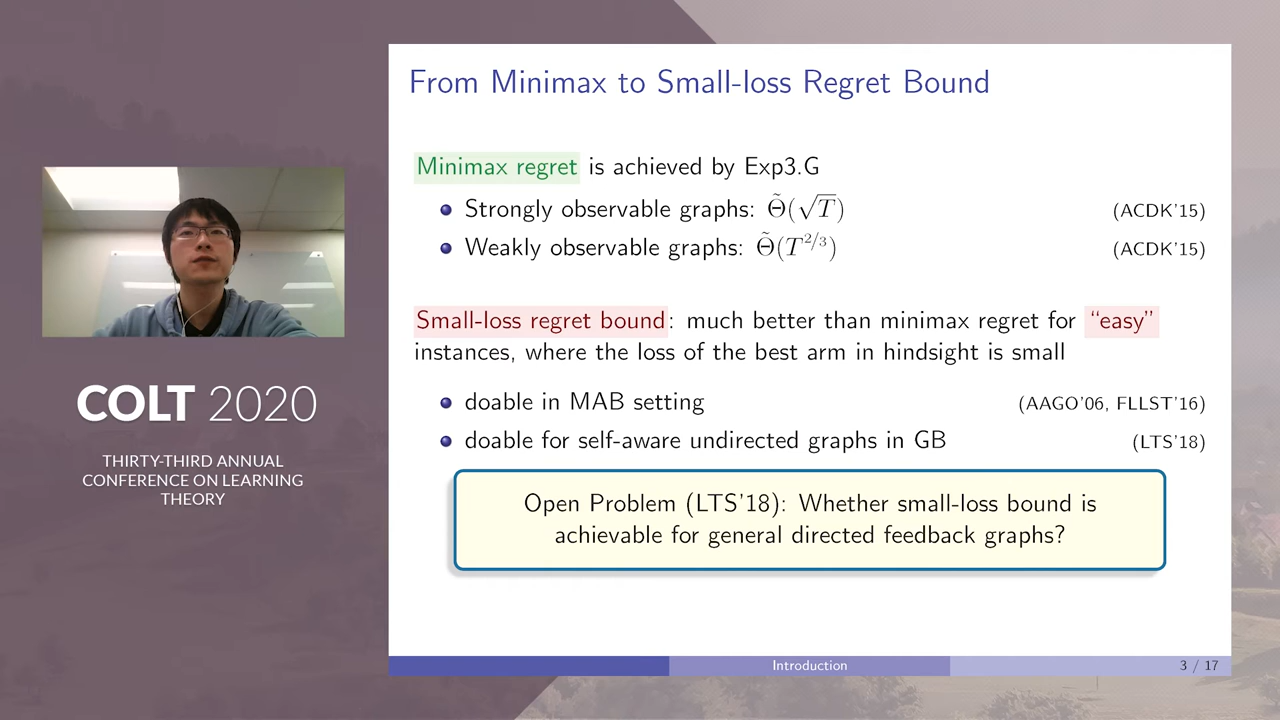 COLT 2020
THIRTY-THIRD ANNUAL
CONFERENCE ON LEARNING
THEORY
From Minimax to Small-loss Regret Bound
Minimax regret is achieved by Exp3.G
Strongly observable graphs: Θ̃(√T) (ACDK'15)
Weakly observable graphs: Θ̃(T^{2/3}) (ACDK'15)
Small-loss regret bound: much better than minimax regret for “easy”
instances, where the loss of the best arm in hindsight is small
doable in MAB setting (AAGO'06, FLLST'16)
doable for self-aware undirected graphs in GB (LTS'18)
Open Problem (LTS'18): Whether small-loss bound is
achievable for general directed feedback graphs?
Introduction 3 / 17